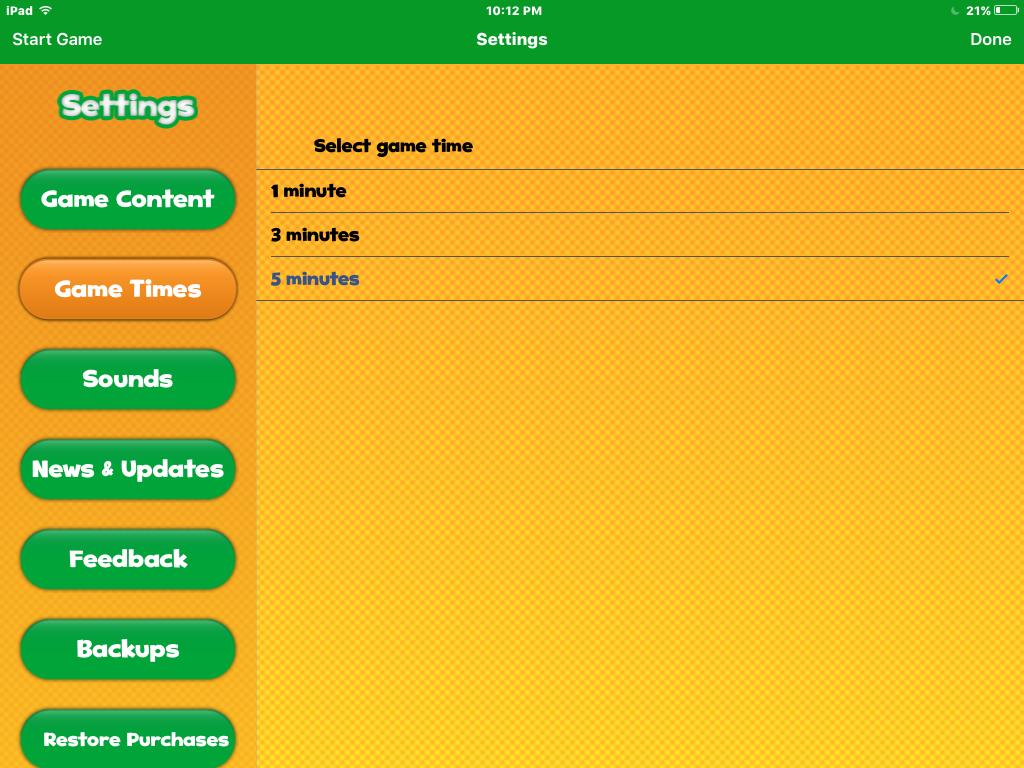 iPad 10:12 PM 21%
Start Game Settings Done
Settings
Game Content
Game Times
Sounds
News & Updates
Feedback
Backups
Restore Purchases
Select game time
1 minute
3 minutes
5 minutes